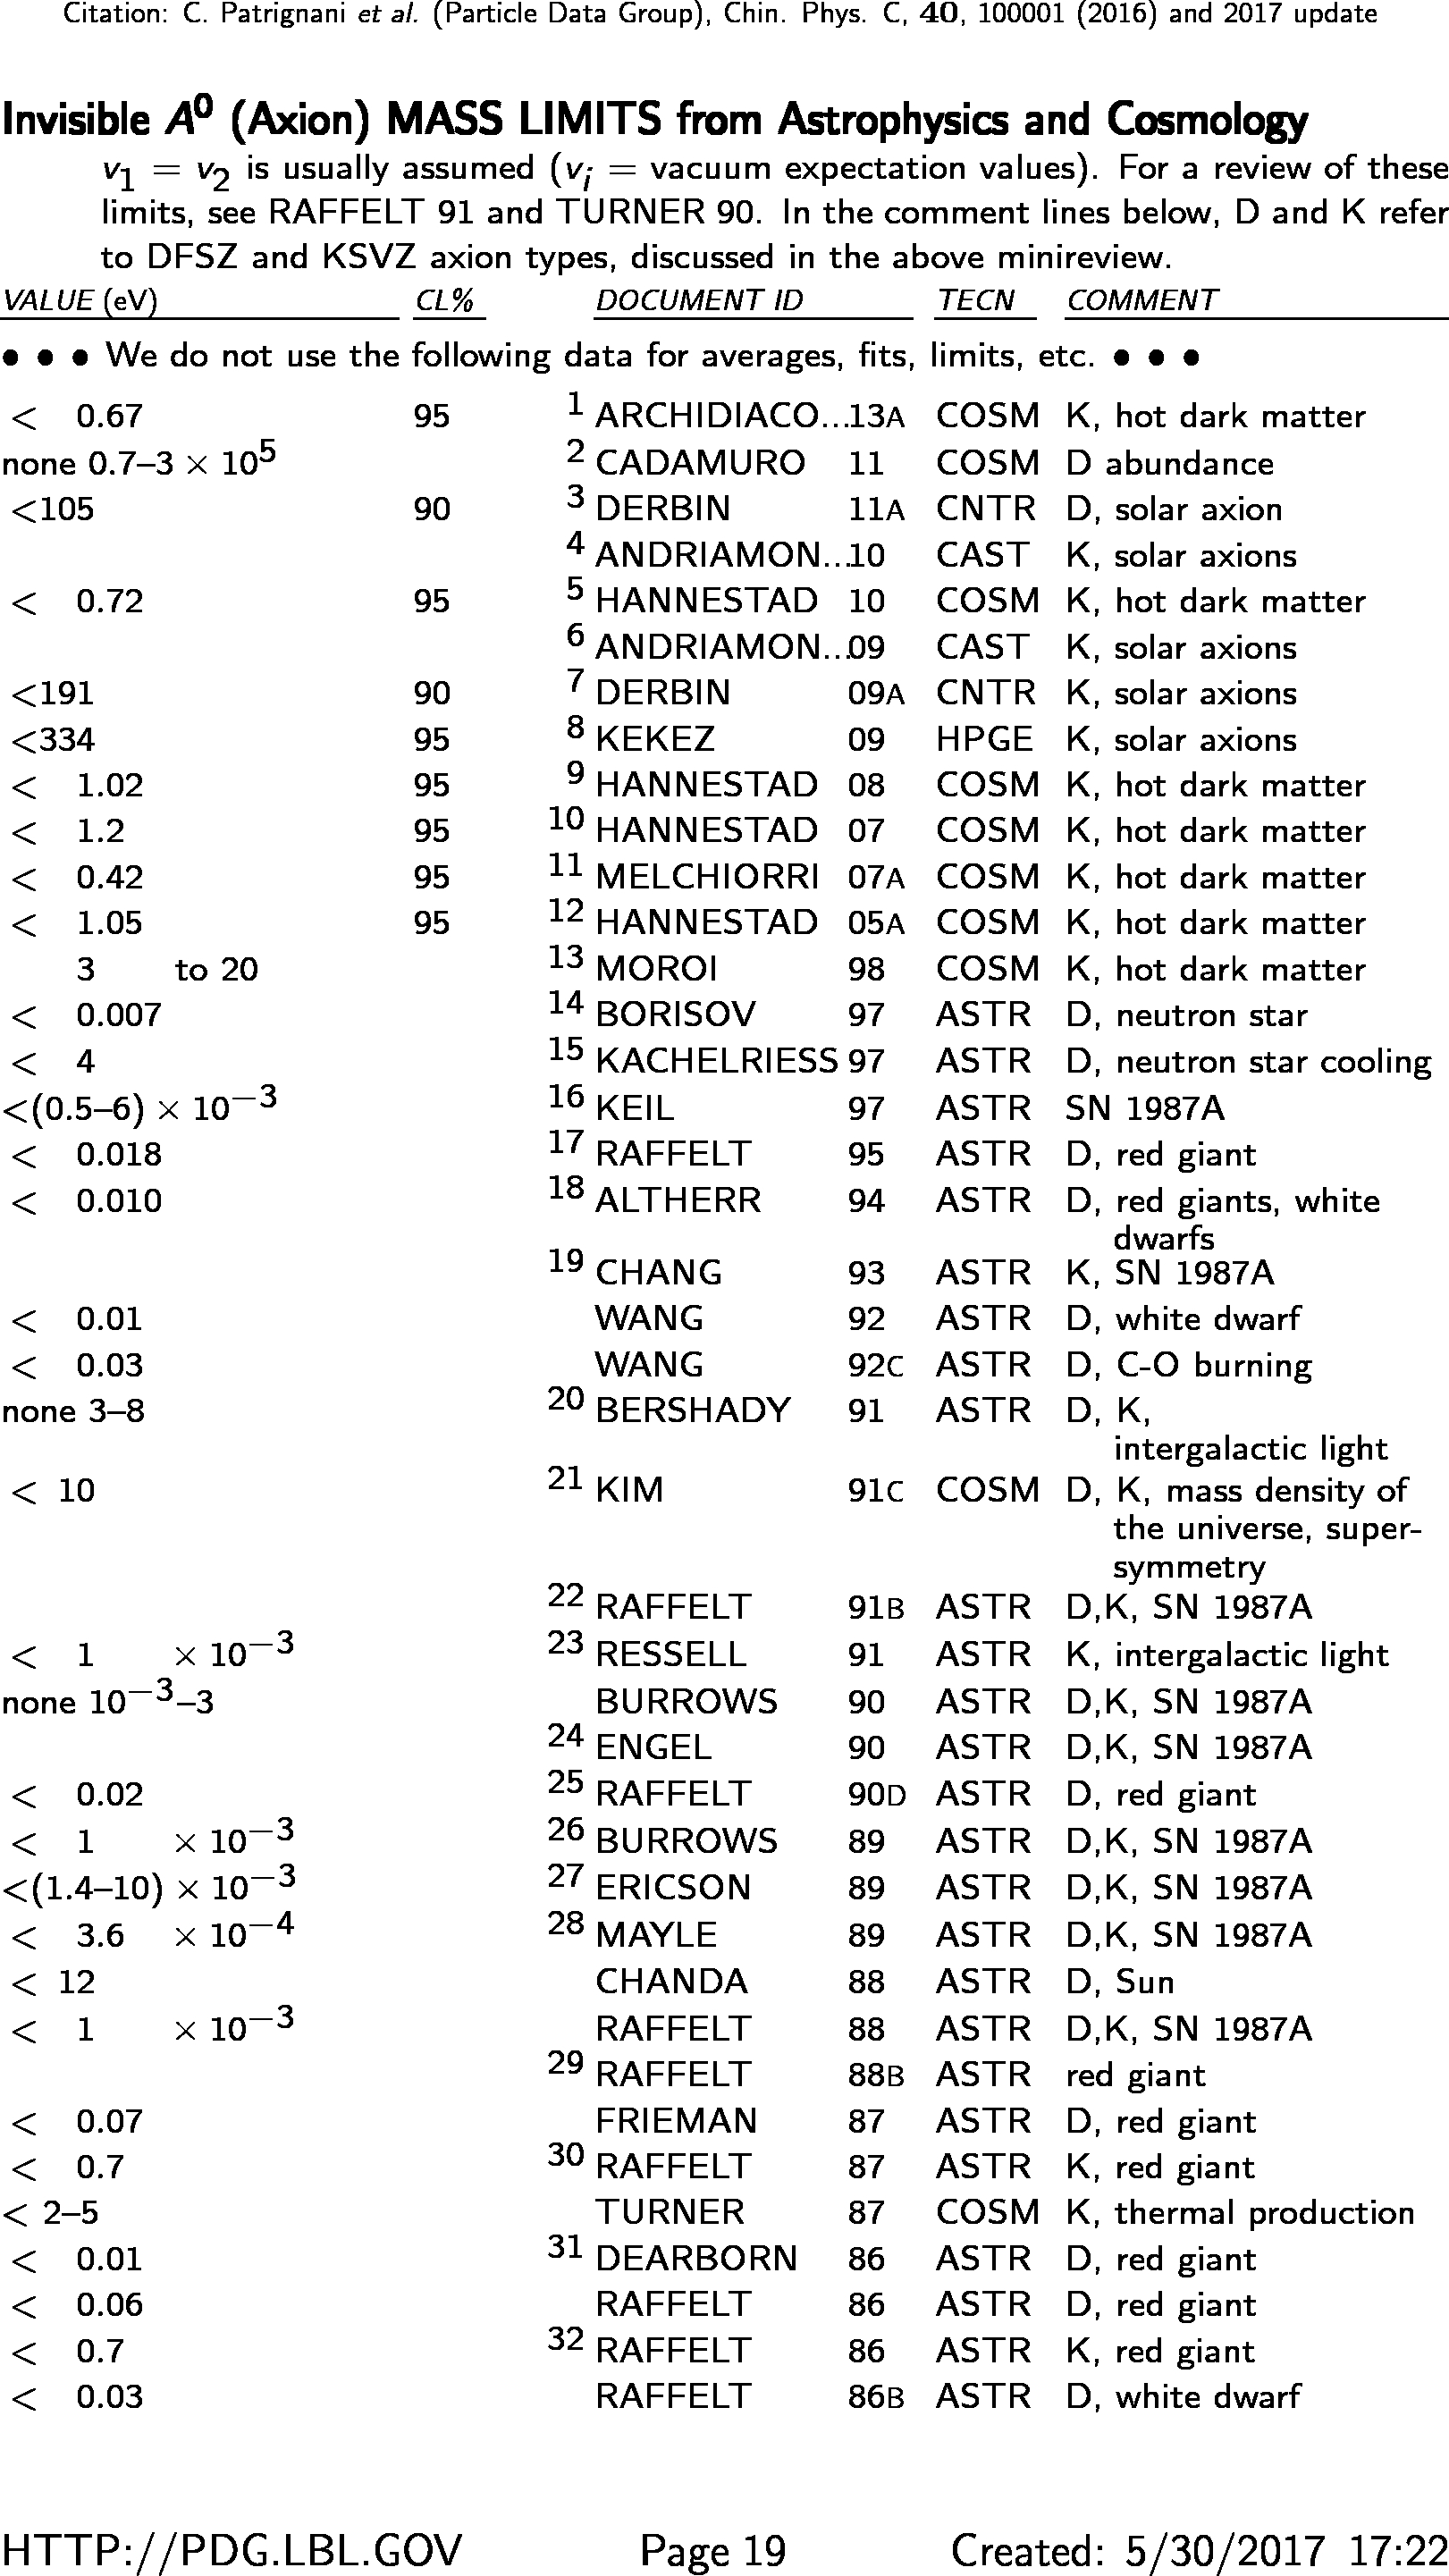 Citation: C. Patrignani et al. (Particle Data Group), Chin. Phys. C, 40, 100001 (2016) and 2017 update
Invisible A⁰ (Axion) MASS LIMITS from Astrophysics and Cosmology
v₁ = v₂ is usually assumed (vᵢ = vacuum expectation values). For a review of these
limits, see RAFFELT 91 and TURNER 90. In the comment lines below, D and K refer
to DFSZ and KSVZ axion types, discussed in the above minireview.
VALUE (eV) CL% DOCUMENT ID TECN COMMENT
• • • We do not use the following data for averages, fits, limits, etc. • • •
< 0.67 95 ¹ ARCHIDIACO...13A COSM K, hot dark matter
none 0.7–3 × 10⁵ ² CADAMURO 11 COSM D abundance
<105 90 ³ DERBIN 11A CNTR D, solar axion
⁴ ANDRIAMON...10 CAST K, solar axions
< 0.72 95 ⁵ HANNESTAD 10 COSM K, hot dark matter
⁶ ANDRIAMON...09 CAST K, solar axions
<191 90 ⁷ DERBIN 09A CNTR K, solar axions
<334 95 ⁸ KEKEZ 09 HPGE K, solar axions
< 1.02 95 ⁹ HANNESTAD 08 COSM K, hot dark matter
< 1.2 95 ¹⁰ HANNESTAD 07 COSM K, hot dark matter
< 0.42 95 ¹¹ MELCHIORRI 07A COSM K, hot dark matter
< 1.05 95 ¹² HANNESTAD 05A COSM K, hot dark matter
3 to 20 ¹³ MOROI 98 COSM K, hot dark matter
< 0.007 ¹⁴ BORISOV 97 ASTR D, neutron star
< 4 ¹⁵ KACHELRIESS 97 ASTR D, neutron star cooling
<(0.5–6) × 10⁻³ ¹⁶ KEIL 97 ASTR SN 1987A
< 0.018 ¹⁷ RAFFELT 95 ASTR D, red giant
< 0.010 ¹⁸ ALTHERR 94 ASTR D, red giants, white
dwarfs
¹⁹ CHANG 93 ASTR K, SN 1987A
< 0.01 WANG 92 ASTR D, white dwarf
< 0.03 WANG 92C ASTR D, C-O burning
none 3–8 ²⁰ BERSHADY 91 ASTR D, K,
intergalactic light
< 10 ²¹ KIM 91C COSM D, K, mass density of
the universe, super-
symmetry
²² RAFFELT 91B ASTR D,K, SN 1987A
< 1 × 10⁻³ ²³ RESSELL 91 ASTR K, intergalactic light
none 10⁻³–3 BURROWS 90 ASTR D,K, SN 1987A
²⁴ ENGEL 90 ASTR D,K, SN 1987A
< 0.02 ²⁵ RAFFELT 90D ASTR D, red giant
< 1 × 10⁻³ ²⁶ BURROWS 89 ASTR D,K, SN 1987A
<(1.4–10) × 10⁻³ ²⁷ ERICSON 89 ASTR D,K, SN 1987A
< 3.6 × 10⁻⁴ ²⁸ MAYLE 89 ASTR D,K, SN 1987A
< 12 CHANDA 88 ASTR D, Sun
< 1 × 10⁻³ RAFFELT 88 ASTR D,K, SN 1987A
²⁹ RAFFELT 88B ASTR red giant
< 0.07 FRIEMAN 87 ASTR D, red giant
< 0.7 ³⁰ RAFFELT 87 ASTR K, red giant
< 2–5 TURNER 87 COSM K, thermal production
< 0.01 ³¹ DEARBORN 86 ASTR D, red giant
< 0.06 RAFFELT 86 ASTR D, red giant
< 0.7 ³² RAFFELT 86 ASTR K, red giant
< 0.03 RAFFELT 86B ASTR D, white dwarf
HTTP://PDG.LBL.GOV Page 19 Created: 5/30/2017 17:22